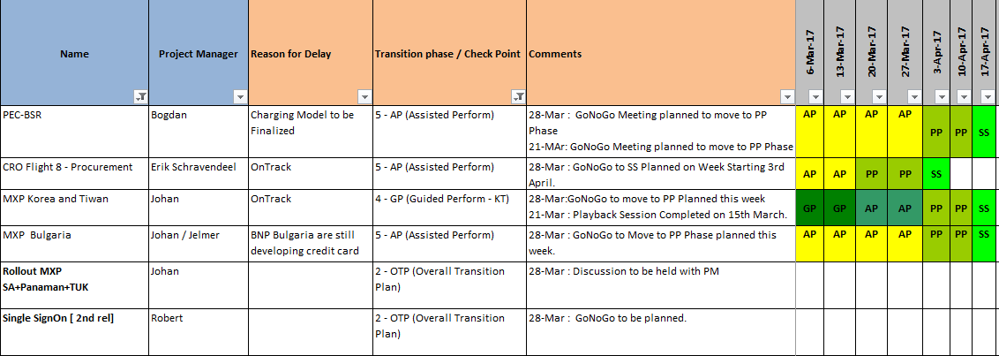 Name
Project Manager
Reason for Delay
Transition phase / Check Point
Comments
6-Mar-17
13-Mar-17
20-Mar-17
27-Mar-17
3-Apr-17
10-Apr-17
17-Apr-17
PEC-BSR
Bogdan
Charging Model to be
Finalized
5 - AP (Assisted Perform)
28-Mar :  GoNoGo Meeting planned to move to PP
Phase
21-MAr: GoNoGo Meeting planned to move to PP Phase
AP
AP
AP
AP
PP
PP
SS
CRO Flight 8 - Procurement
Erik Schravendeel
OnTrack
5 - AP (Assisted Perform)
28-Mar : GoNoGo to SS Planned on Week Starting 3rd
April.
AP
AP
PP
PP
SS
MXP Korea and Tiwan
Johan
OnTrack
4 - GP (Guided Perform - KT)
28-Mar:GoNoGo to move to PP Planned this week
21-Mar : Playback Session Completed on 15th March.
GP
GP
AP
AP
PP
PP
SS
MXP  Bulgaria
Johan / Jelmer
BNP Bulgaria are still
developing credit card
5 - AP (Assisted Perform)
28-Mar : GoNoGo to Move to PP Phase planned this
week.
AP
AP
AP
AP
PP
PP
SS
Rollout MXP
SA+Panaman+TUK
Johan
2 - OTP (Overall Transition
Plan)
28-Mar : Discussion to be held with PM
Single SignOn [ 2nd rel]
Robert
2 - OTP (Overall Transition
Plan)
28-Mar :  GoNoGo to be planned.